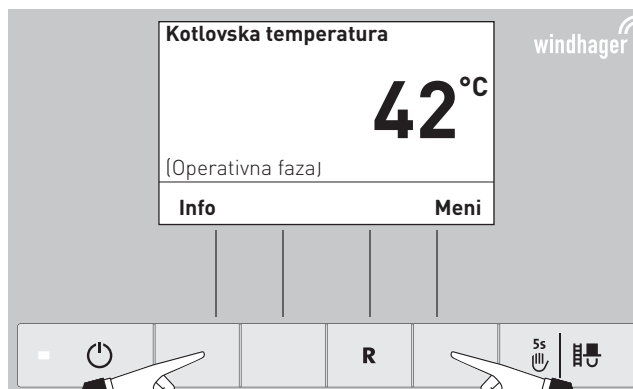 Kotlovska temperatura
windhager
42°C
(Operativna faza)
Info Meni
R
5s